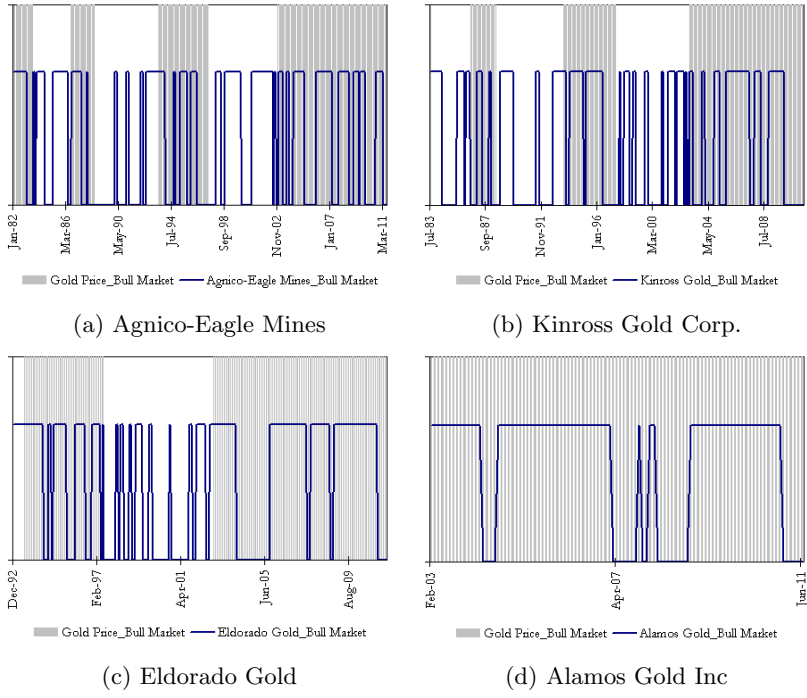 Jan-82 Mar-86 May-90 Jul-94 Sep-98 Nov-02 Jan-07 Mar-11
Gold Price_Bull Market Agnico-Eagle Mines_Bull Market
(a) Agnico-Eagle Mines
Jul-83 Sep-87 Nov-91 Jan-96 Mar-00 May-04 Jul-08
Gold Price_Bull Market Kinross Gold_Bull Market
(b) Kinross Gold Corp.
Dec-92 Feb-97 Apr-01 Jun-05 Aug-09
Gold Price_Bull Market Eldorado Gold_Bull Market
(c) Eldorado Gold
Feb-03 Apr-07 Jun-11
Gold Price_Bull Market Alamos Gold_Bull Market
(d) Alamos Gold Inc